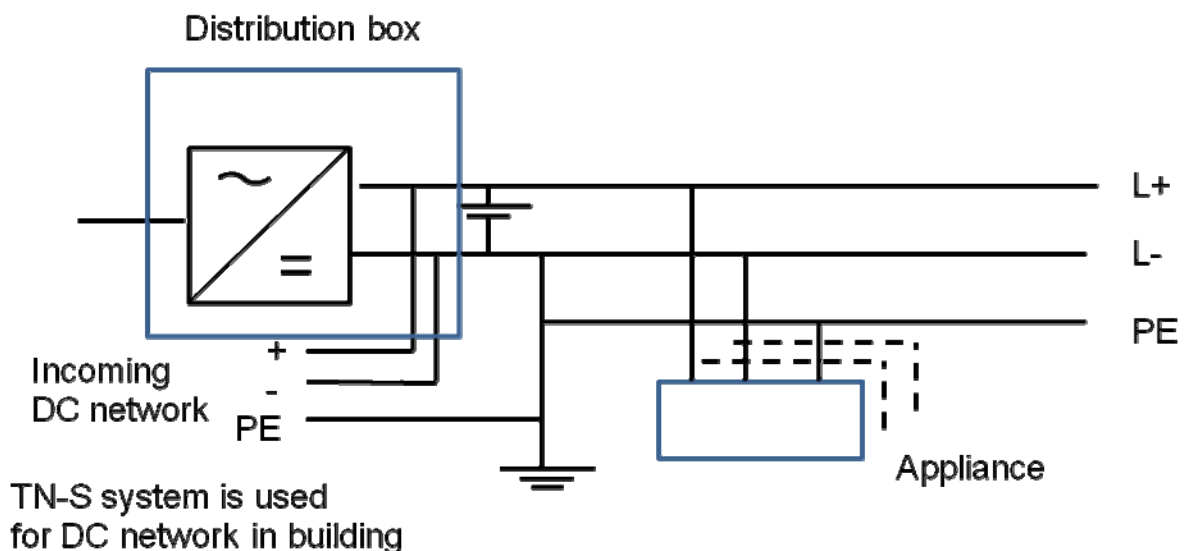 Distribution box
L+
L-
PE
+
-
PE
Incoming
DC network
Appliance
TN-S system is used
for DC network in building